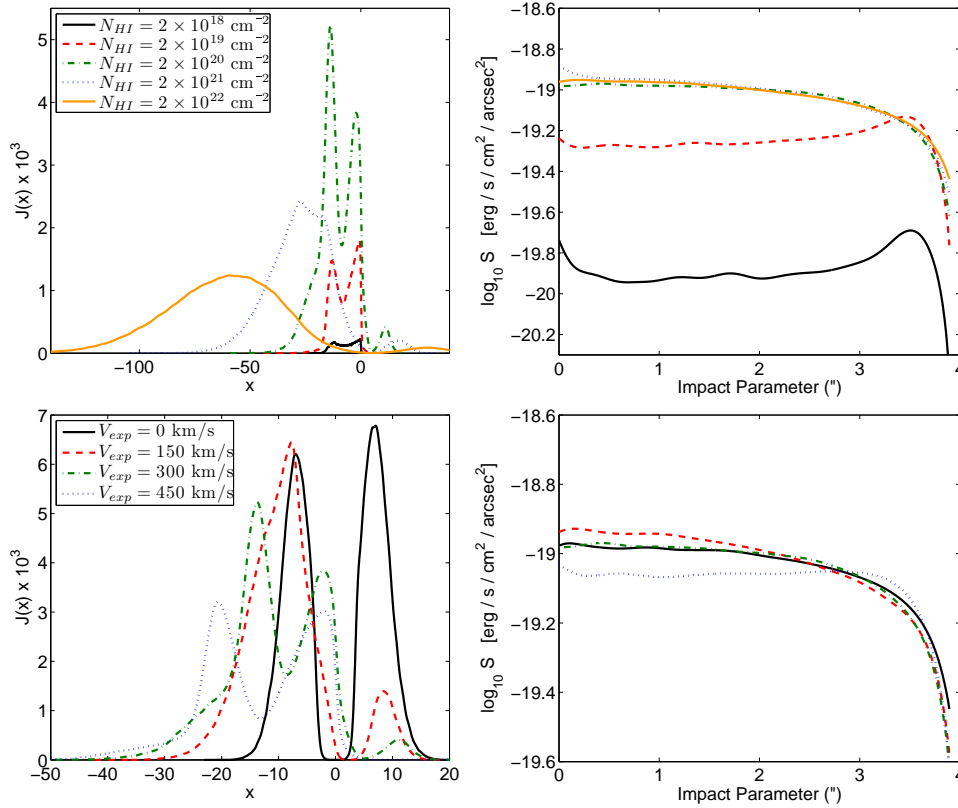 N_HI = 2 × 10^18 cm^−2
N_HI = 2 × 10^19 cm^−2
N_HI = 2 × 10^20 cm^−2
N_HI = 2 × 10^21 cm^−2
N_HI = 2 × 10^22 cm^−2
5
4
3
2
1
0
J(x) x 10^3
−100
−50
0
x
−18.6
−18.8
−19
−19.2
−19.4
−19.6
−19.8
−20
−20.2
log_10 S [erg / s / cm^2 / arcsec^2]
0
1
2
3
4
Impact Parameter (")
V_exp = 0 km/s
V_exp = 150 km/s
V_exp = 300 km/s
V_exp = 450 km/s
7
6
5
4
3
2
1
0
J(x) x 10^3
−50
−40
−30
−20
−10
0
10
20
x
−18.6
−18.8
−19
−19.2
−19.4
−19.6
log_10 S [erg / s / cm^2 / arcsec^2]
0
1
2
3
4
Impact Parameter (")